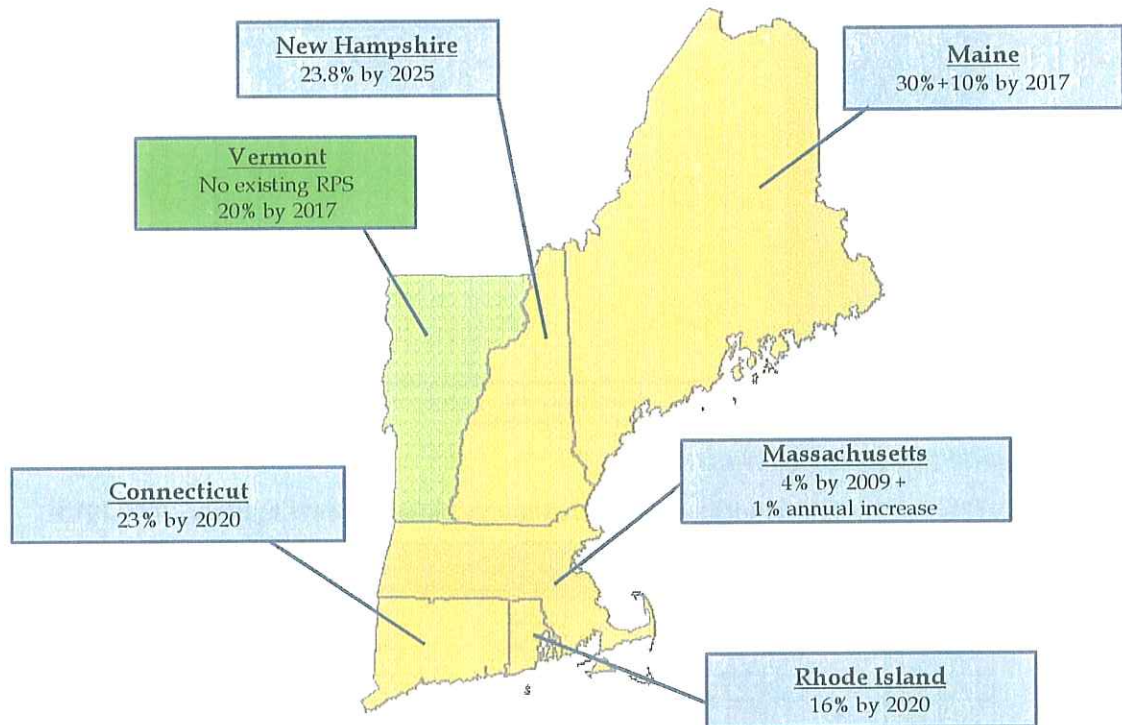 New Hampshire
23.8% by 2025
Maine
30%+10% by 2017
Vermont
No existing RPS
20% by 2017
Massachusetts
4% by 2009 +
1% annual increase
Connecticut
23% by 2020
Rhode Island
16% by 2020